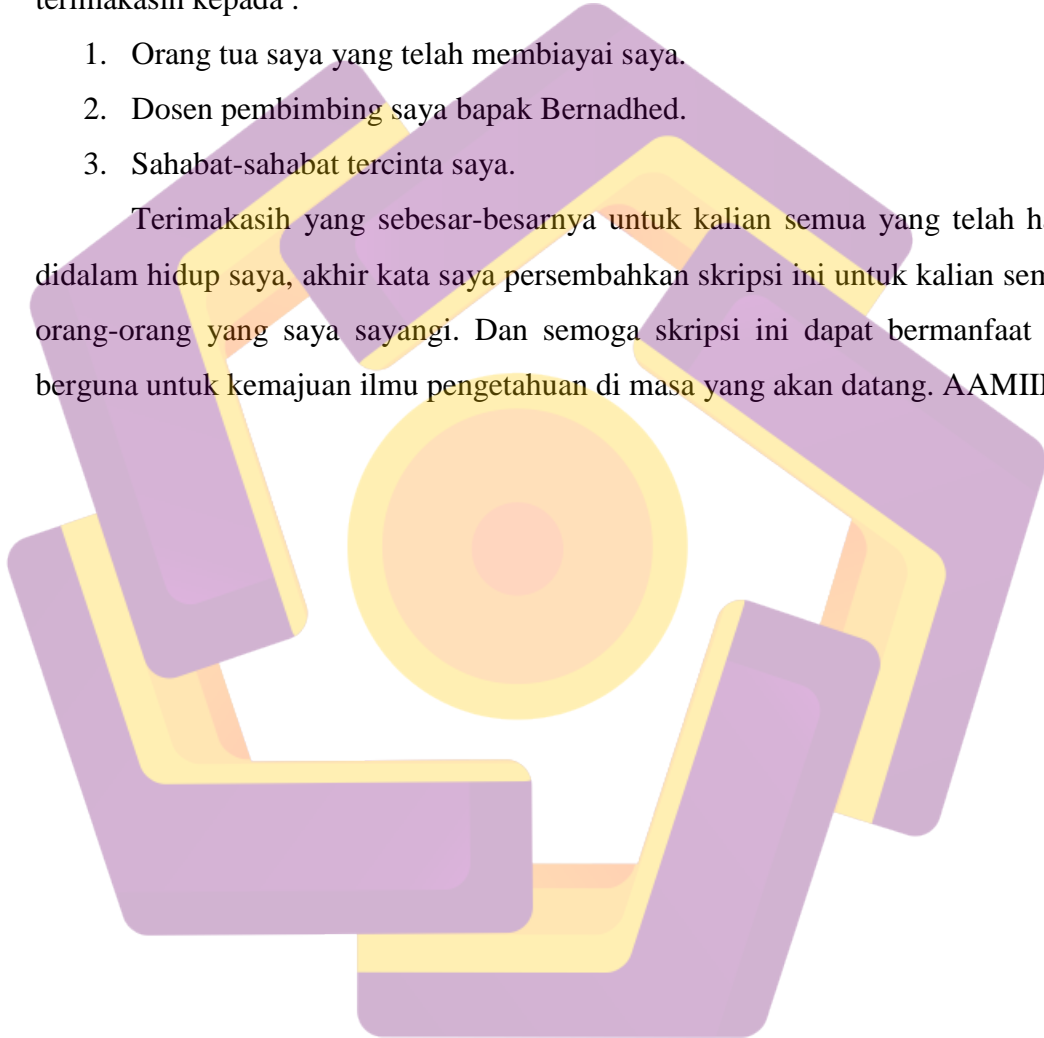 terimakasih kepada :
1. Orang tua saya yang telah membiayai saya.
2. Dosen pembimbing saya bapak Bernadhed.
3. Sahabat-sahabat tercinta saya.
Terimakasih yang sebesar-besarnya untuk kalian semua yang telah
didalam hidup saya, akhir kata saya persembahkan skripsi ini untuk kalian
orang-orang yang saya sayangi. Dan semoga skripsi ini dapat bermanfaat
berguna untuk kemajuan ilmu pengetahuan di masa yang akan datang.